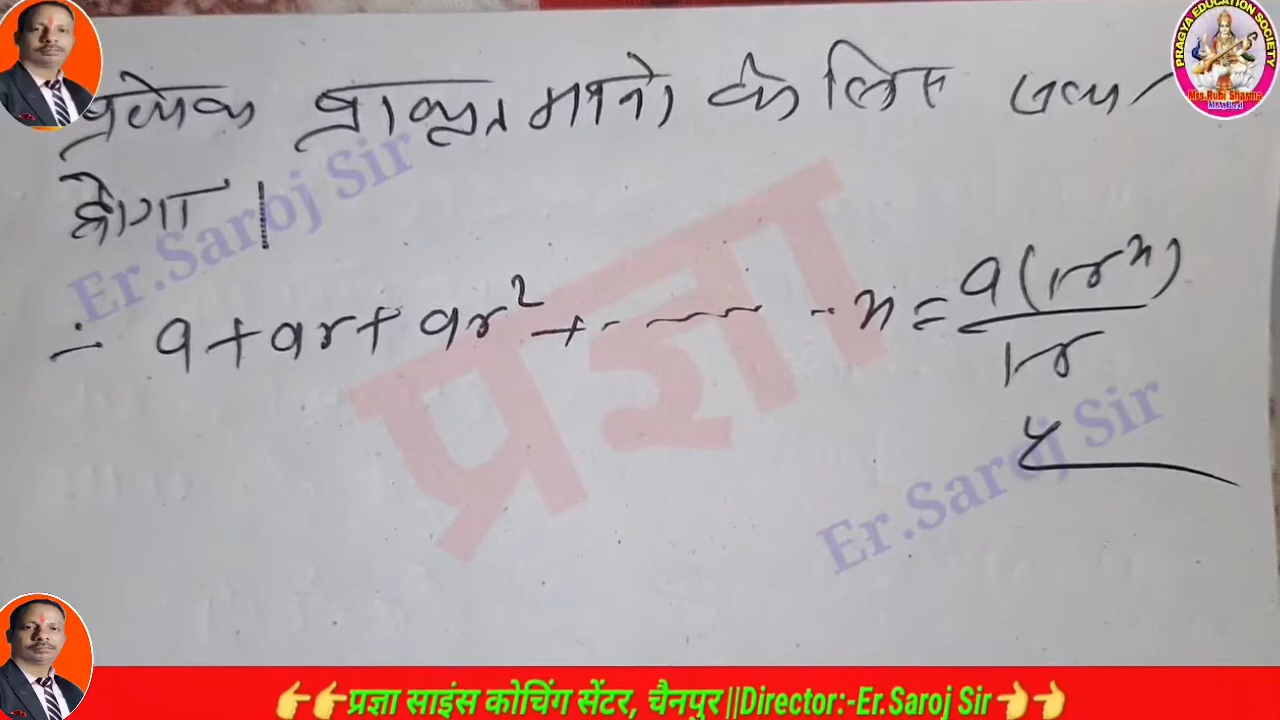 PRAGYA EDUCATION SOCIETY
Mrs. Rubi Sharma
प्रत्येक प्राकृत मानो के लिए सत्य
होगा।
∴ a + ar + ar² + ........ n = a(1-rⁿ)
1-r
प्रज्ञा
Er.Saroj Sir
Er.Saroj Sir
👉👉प्रज्ञा साइंस कोचिंग सेंटर, चैनपुर ||Director:-Er.Saroj Sir👈👈